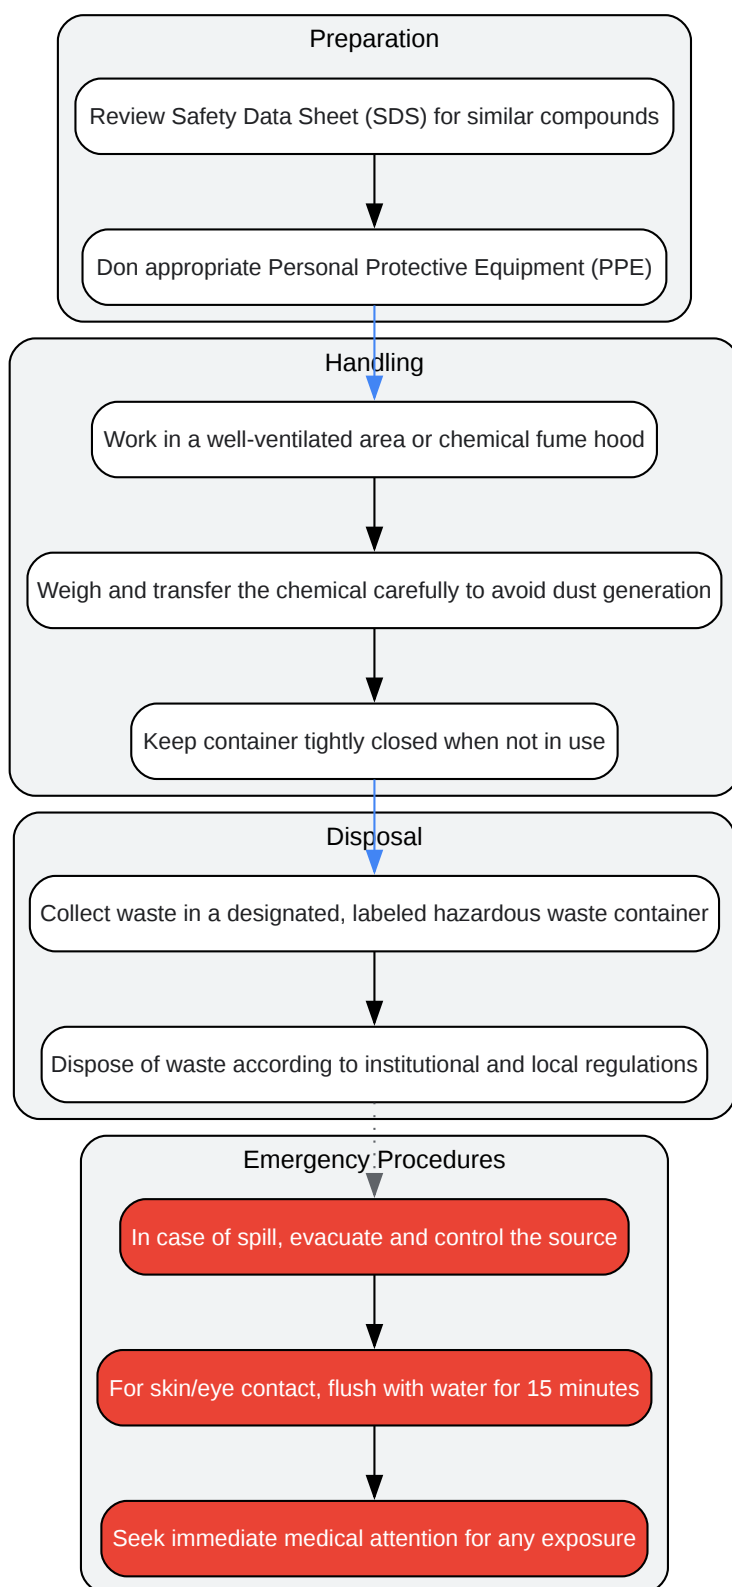 Preparation
Review Safety Data Sheet (SDS) for similar compounds
Don appropriate Personal Protective Equipment (PPE)
Handling
Work in a well-ventilated area or chemical fume hood
Weigh and transfer the chemical carefully to avoid dust generation
Keep container tightly closed when not in use
Disposal
Collect waste in a designated, labeled hazardous waste container
Dispose of waste according to institutional and local regulations
Emergency Procedures
In case of spill, evacuate and control the source
For skin/eye contact, flush with water for 15 minutes
Seek immediate medical attention for any exposure